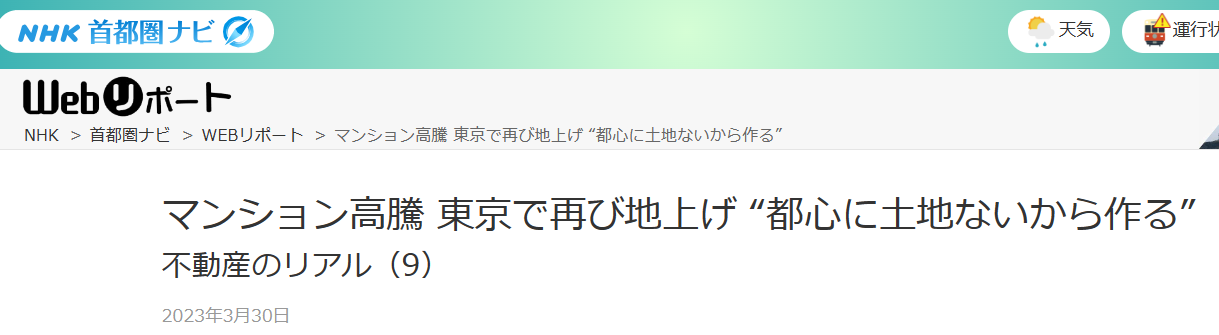 NHK 首都圏ナビ
天気
運行状
Webリポート
NHK > 首都圏ナビ > WEBリポート > マンション高騰 東京で再び地上げ “都心に土地ないから作る”
マンション高騰 東京で再び地上げ “都心に土地ないから作る”
不動産のリアル（9）
2023年3月30日